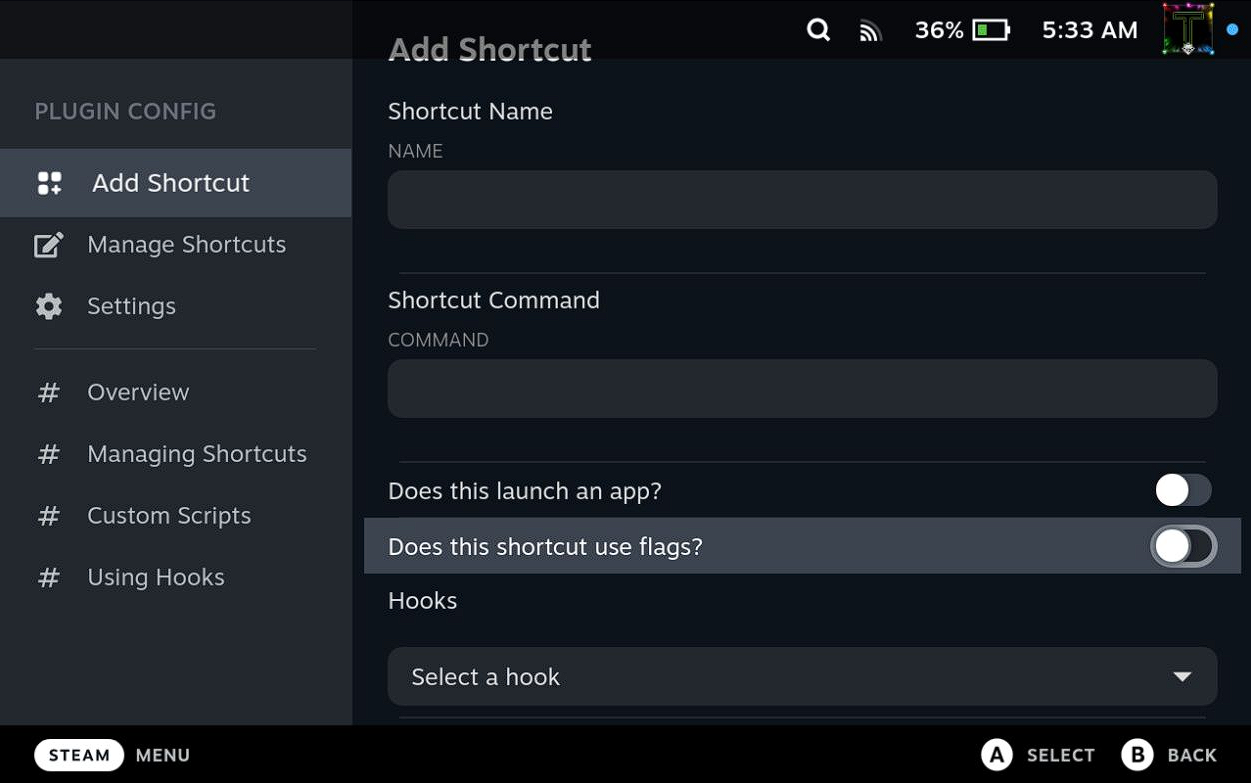 36%
5:33 AM
T
Add Shortcut
PLUGIN CONFIG
Add Shortcut
Manage Shortcuts
Settings
# Overview
# Managing Shortcuts
# Custom Scripts
# Using Hooks
Shortcut Name
NAME
Shortcut Command
COMMAND
Does this launch an app?
Does this shortcut use flags?
Hooks
Select a hook
STEAM MENU
A SELECT
B BACK